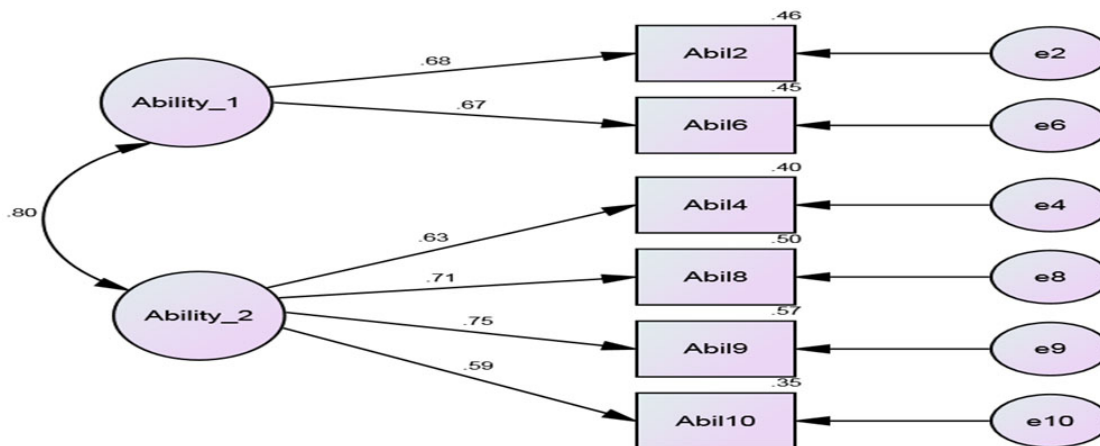 .46
.68
Abil2
e2
Ability_1
.45
.67
Abil6
e6
.40
.80
Abil4
e4
.63
.50
.71
Abil8
e8
Ability_2
.57
.75
Abil9
e9
.59
.35
Abil10
e10